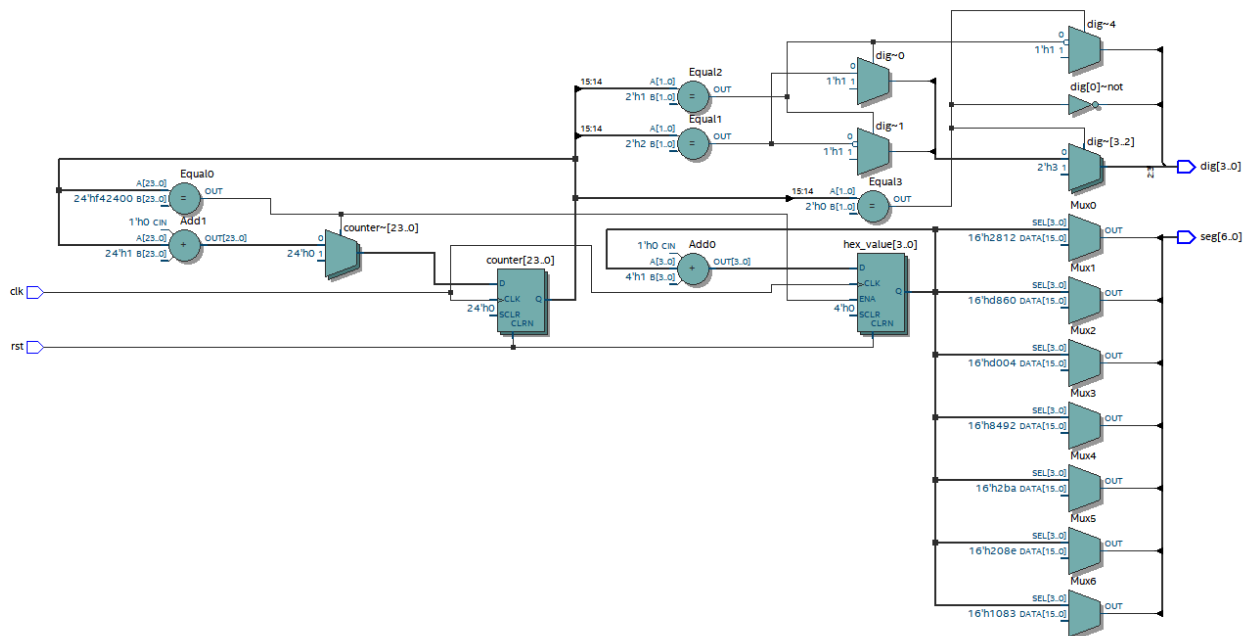 clk
rst
Equal0
A[23..0]
24'hf42400 B[23..0]
OUT
Add1
1'h0 CIN
A[23..0]
24'h1 B[23..0]
OUT[23..0]
counter~[23..0]
0
24'h0 1
counter[23..0]
D
CLK
24'h0
SCLR
CLRN
Q
15:14
Equal2
A[1..0]
2'h1 B[1..0]
OUT
15:14
Equal1
A[1..0]
2'h2 B[1..0]
OUT
dig~0
0
1'h1 1
dig~1
0
1'h1 1
15:14
Equal3
A[1..0]
2'h0 B[1..0]
OUT
Add0
1'h0 CIN
A[3..0]
4'h1 B[3..0]
OUT[3..0]
hex_value[3..0]
D
CLK
ENA
4'h0
SCLR
CLRN
Q
dig~4
0
1'h1 1
dig[0]~not
dig~[3..2]
0
2'h3 1
dig[3..0]
seg[6..0]
Mux0
SEL[3..0]
16'h2812 DATA[15..0]
OUT
Mux1
SEL[3..0]
16'hd860 DATA[15..0]
OUT
Mux2
SEL[3..0]
16'hd004 DATA[15..0]
OUT
Mux3
SEL[3..0]
16'h8492 DATA[15..0]
OUT
Mux4
SEL[3..0]
16'h2ba DATA[15..0]
OUT
Mux5
SEL[3..0]
16'h208e DATA[15..0]
OUT
Mux6
SEL[3..0]
16'h1083 DATA[15..0]
OUT